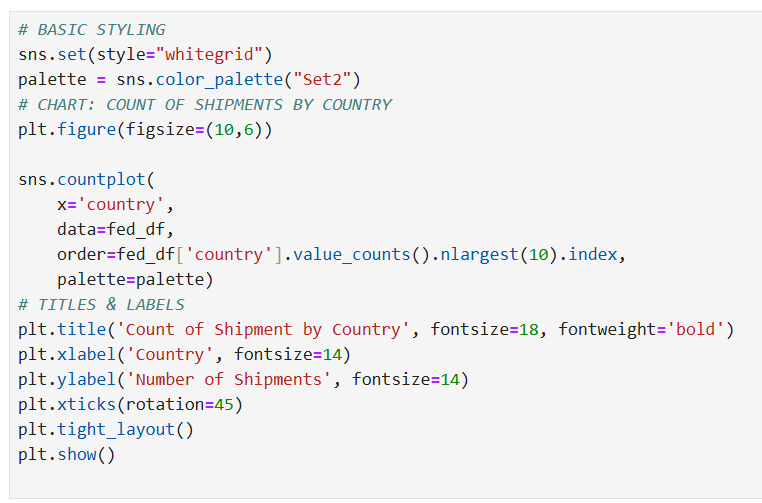 # BASIC STYLING
sns.set(style="whitegrid")
palette = sns.color_palette("Set2")
# CHART: COUNT OF SHIPMENTS BY COUNTRY
plt.figure(figsize=(10,6))

sns.countplot(
    x='country',
    data=fed_df,
    order=fed_df['country'].value_counts().nlargest(10).index,
    palette=palette)
# TITLES & LABELS
plt.title('Count of Shipment by Country', fontsize=18, fontweight='bold')
plt.xlabel('Country', fontsize=14)
plt.ylabel('Number of Shipments', fontsize=14)
plt.xticks(rotation=45)
plt.tight_layout()
plt.show()